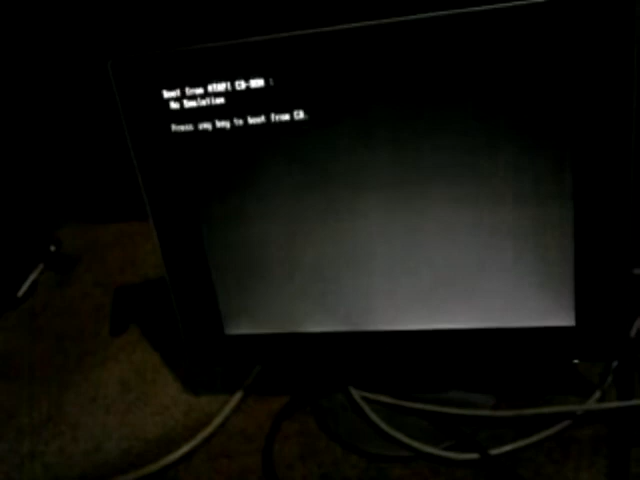 Boot from ATAPI CD-ROM :
No Emulation
Press any key to boot from CD.